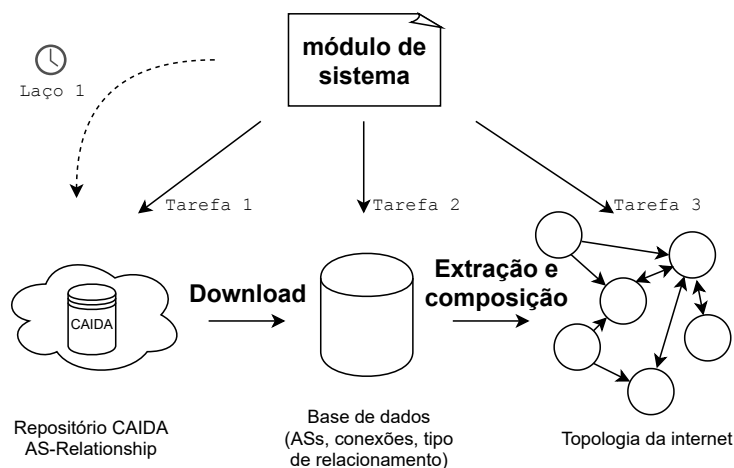 módulo de
sistema
Laço 1
Tarefa 1
Tarefa 2
Tarefa 3
Download
Extração e
composição
CAIDA
Repositório CAIDA
AS-Relationship
Base de dados
(ASs, conexões, tipo
de relacionamento)
Topologia da internet